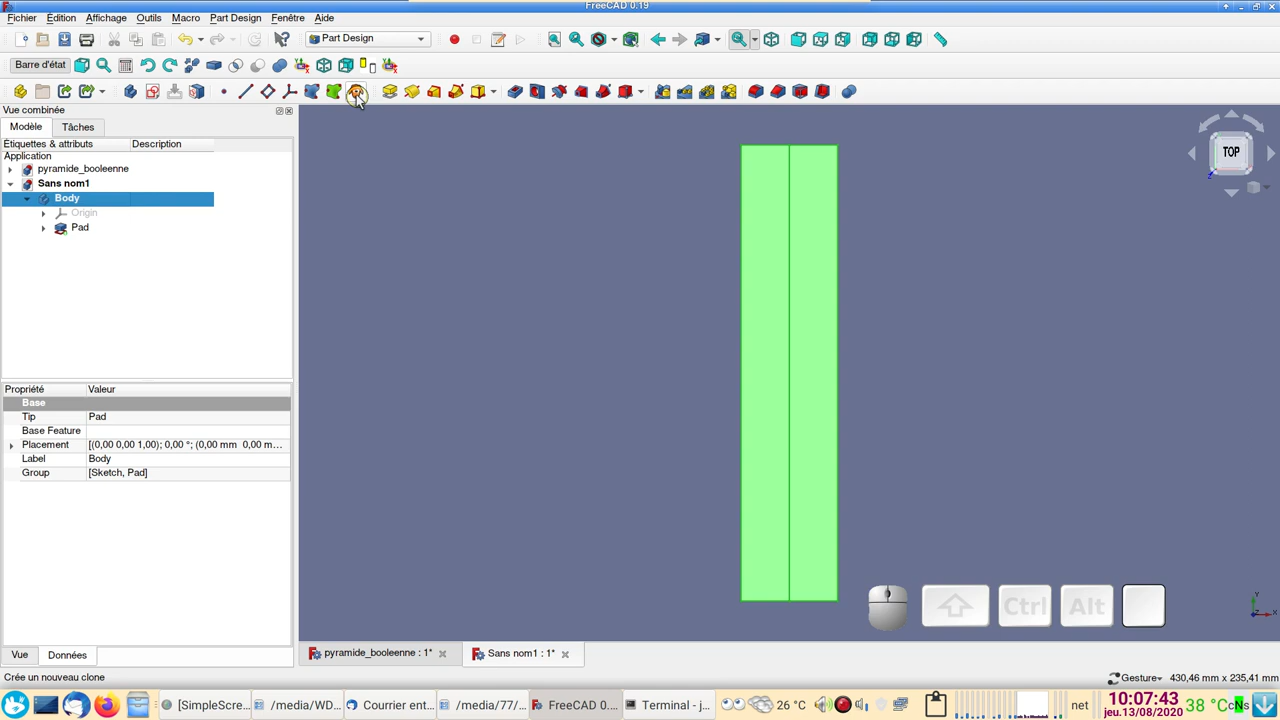 FreeCAD 0.19
Fichier Édition Affichage Outils Macro Part Design Fenêtre Aide
Part Design
Barre d'état
Vue combinée
Modèle Tâches
Étiquettes & attributs Description
Application
pyramide_booleenne
Sans nom1
Body
Origin
Pad
TOP
Propriété Valeur
Base
Tip Pad
Base Feature
Placement [(0,00 0,00 1,00); 0,00 °; (0,00 mm 0,00 m...
Label Body
Group [Sketch, Pad]
Ctrl Alt
Y
X
Z
Vue Données
pyramide_booleenne : 1* Sans nom1 : 1*
Crée un nouveau clone
Gesture 430,46 mm x 235,41 mm
[SimpleScre... /media/WD... Courrier ent... /media/77/... FreeCAD 0.... Terminal - j... 26 °C net 10:07:43 jeu.13/08/2020 38 °C